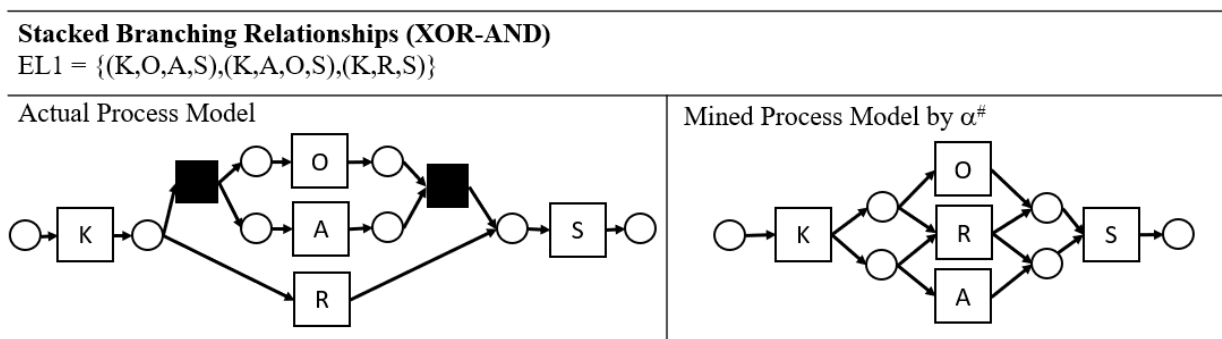 Stacked Branching Relationships (XOR-AND)
EL1 = {(K,O,A,S),(K,A,O,S),(K,R,S)}
Actual Process Model
O
K
A
S
R
Mined Process Model by α#
O
K
R
S
A